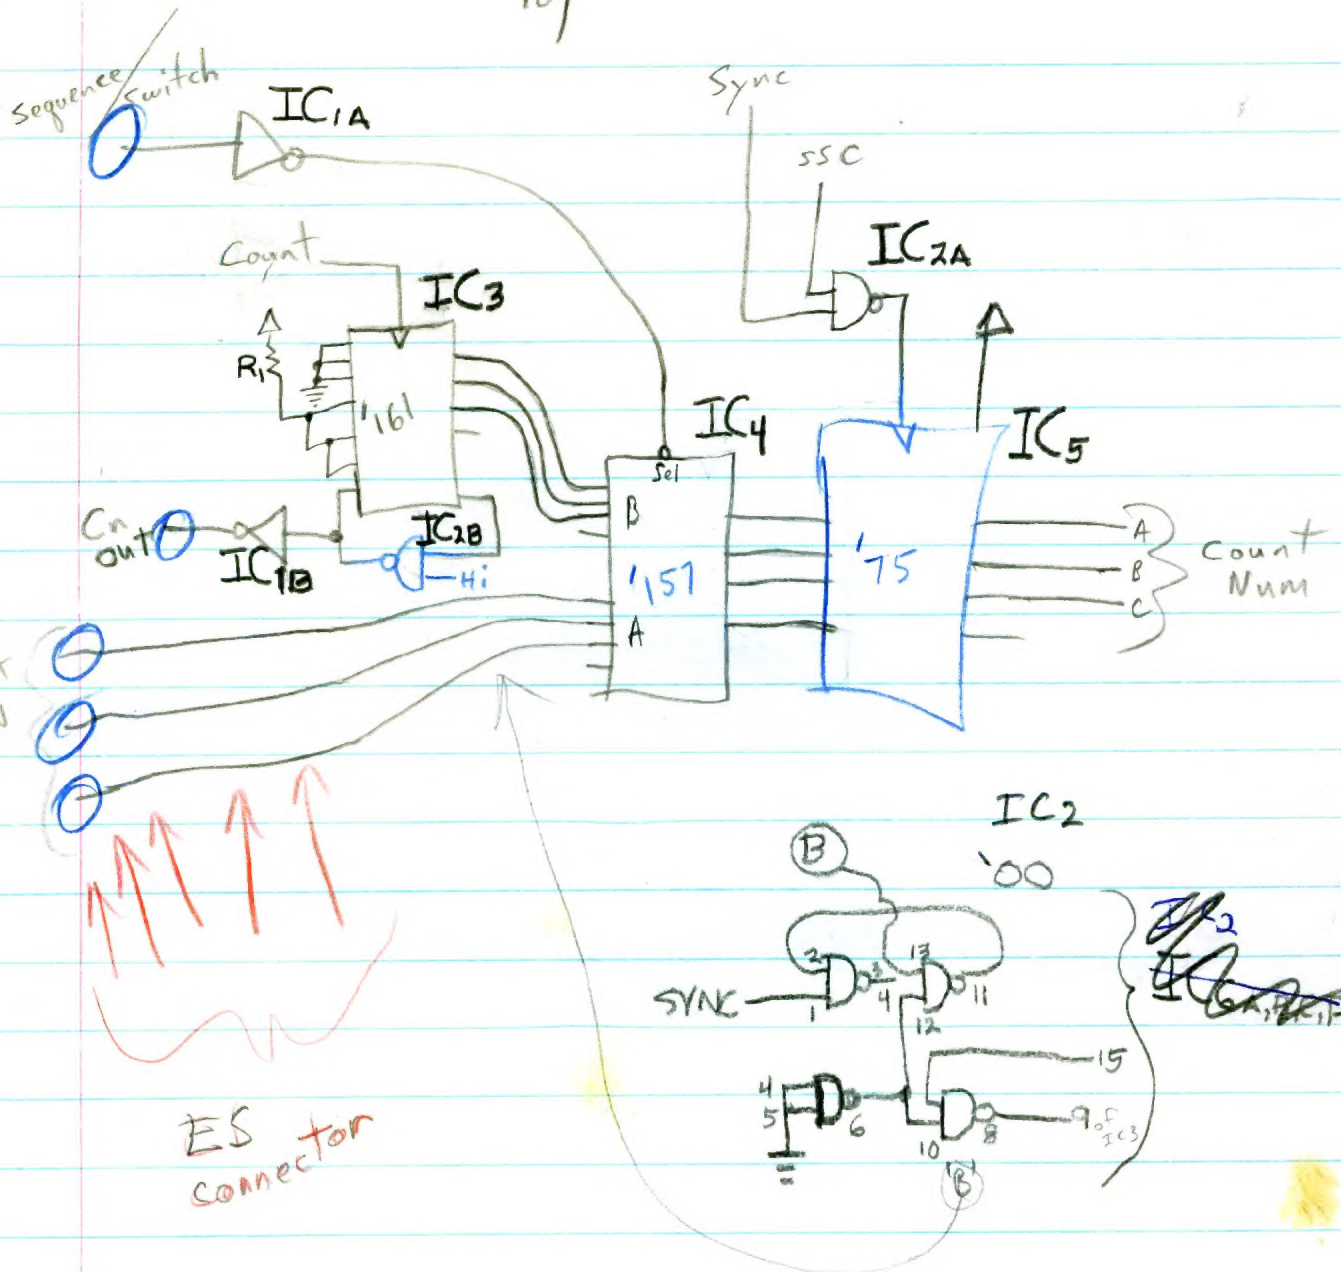 Sequence Switch
IC1A
Sync
SSC
IC2A
Count
IC3
R1
'161
IC4
Sel
B
'157
A
IC5
'75
A
B
C
Count
Num
Cn
out
IC1B
IC2B
Hi
IC2
'00
B
2
3
4
13
11
SYNC
1
12
15
4
5
6
10
8
9 of
IC3
'B'
ES
connector